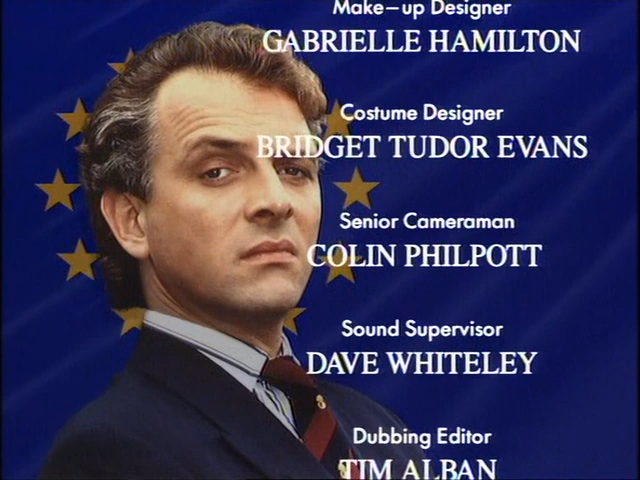 Make-up Designer
GABRIELLE HAMILTON
Costume Designer
BRIDGET TUDOR EVANS
Senior Cameraman
COLIN PHILPOTT
Sound Supervisor
DAVE WHITELEY
Dubbing Editor
TIM ALBAN